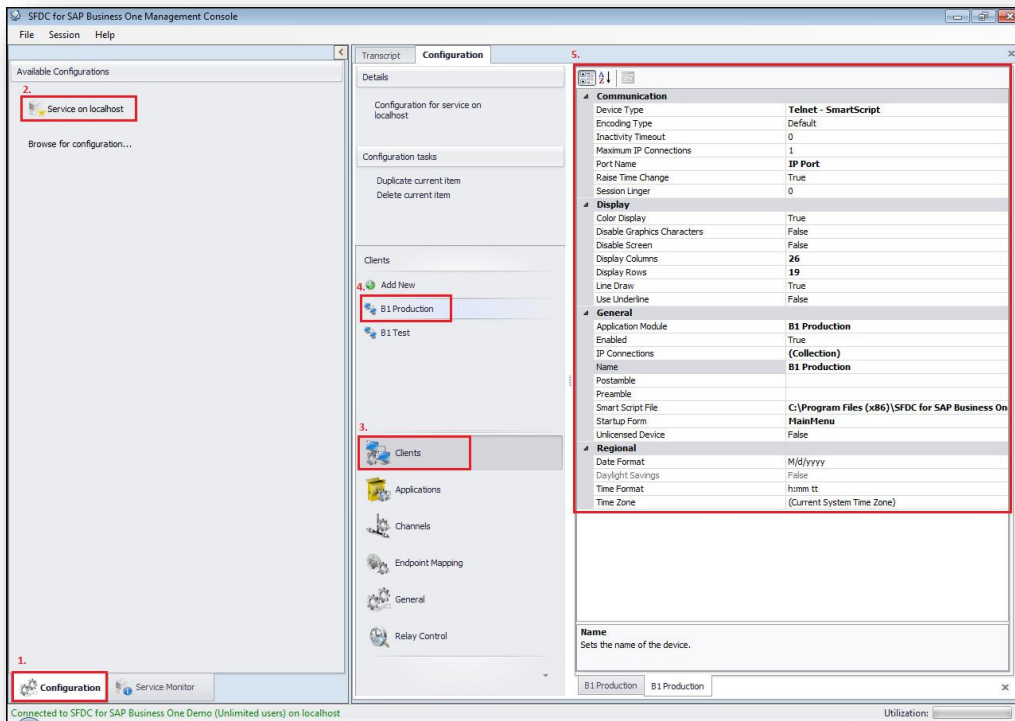 SFDC for SAP Business One Management Console
File Session Help
Available Configurations
2.
Service on localhost
Browse for configuration...
1.
Configuration
Service Monitor
Transcript
Configuration
Details
Configuration for service on
localhost
Configuration tasks
Duplicate current item
Delete current item
Clients
Add New
4.
B1 Production
B1 Test
3.
Clients
Applications
Channels
Endpoint Mapping
General
Relay Control
5.
Communication
Device Type Telnet - SmartScript
Encoding Type Default
Inactivity Timeout 0
Maximum IP Connections 1
Port Name IP Port
Raise Time Change True
Session Linger 0
Display
Color Display True
Disable Graphics Characters False
Disable Screen False
Display Columns 26
Display Rows 19
Line Draw True
Use Underline False
General
Application Module B1 Production
Enabled True
IP Connections (Collection)
Name B1 Production
Postamble
Preamble
Smart Script File C:\Program Files (x86)\SFDC for SAP Business On
Startup Form MainMenu
Unlicensed Device False
Regional
Date Format M/d/yyyy
Daylight Savings False
Time Format h:mm tt
Time Zone (Current System Time Zone)
Name
Sets the name of the device.
B1 Production B1 Production
Connected to SFDC for SAP Business One Demo (Unlimited users) on localhost
Utilization: